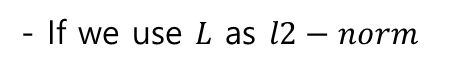 - If we use L as l2 − norm